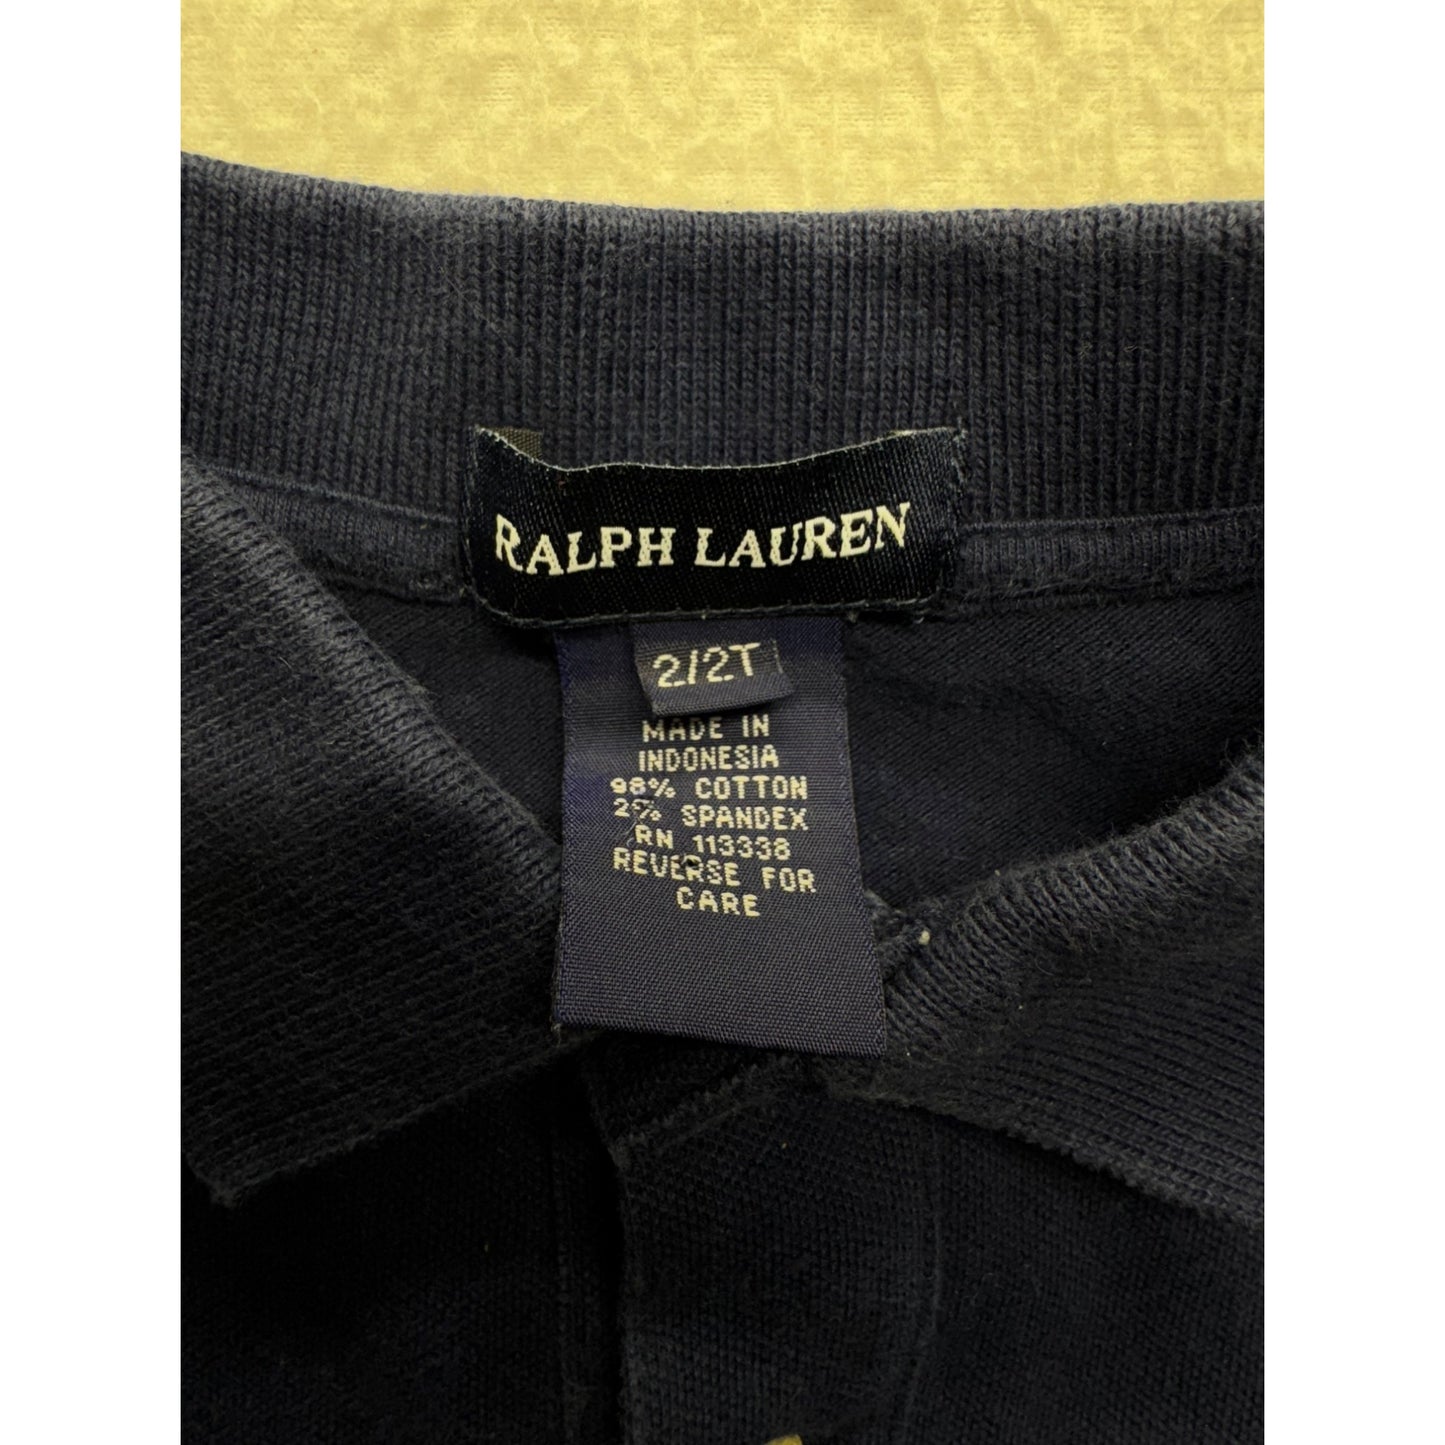 RALPH LAUREN
2/2T
MADE IN
INDONESIA
98% COTTON
2% SPANDEX
RN 113338
REVERSE FOR
CARE